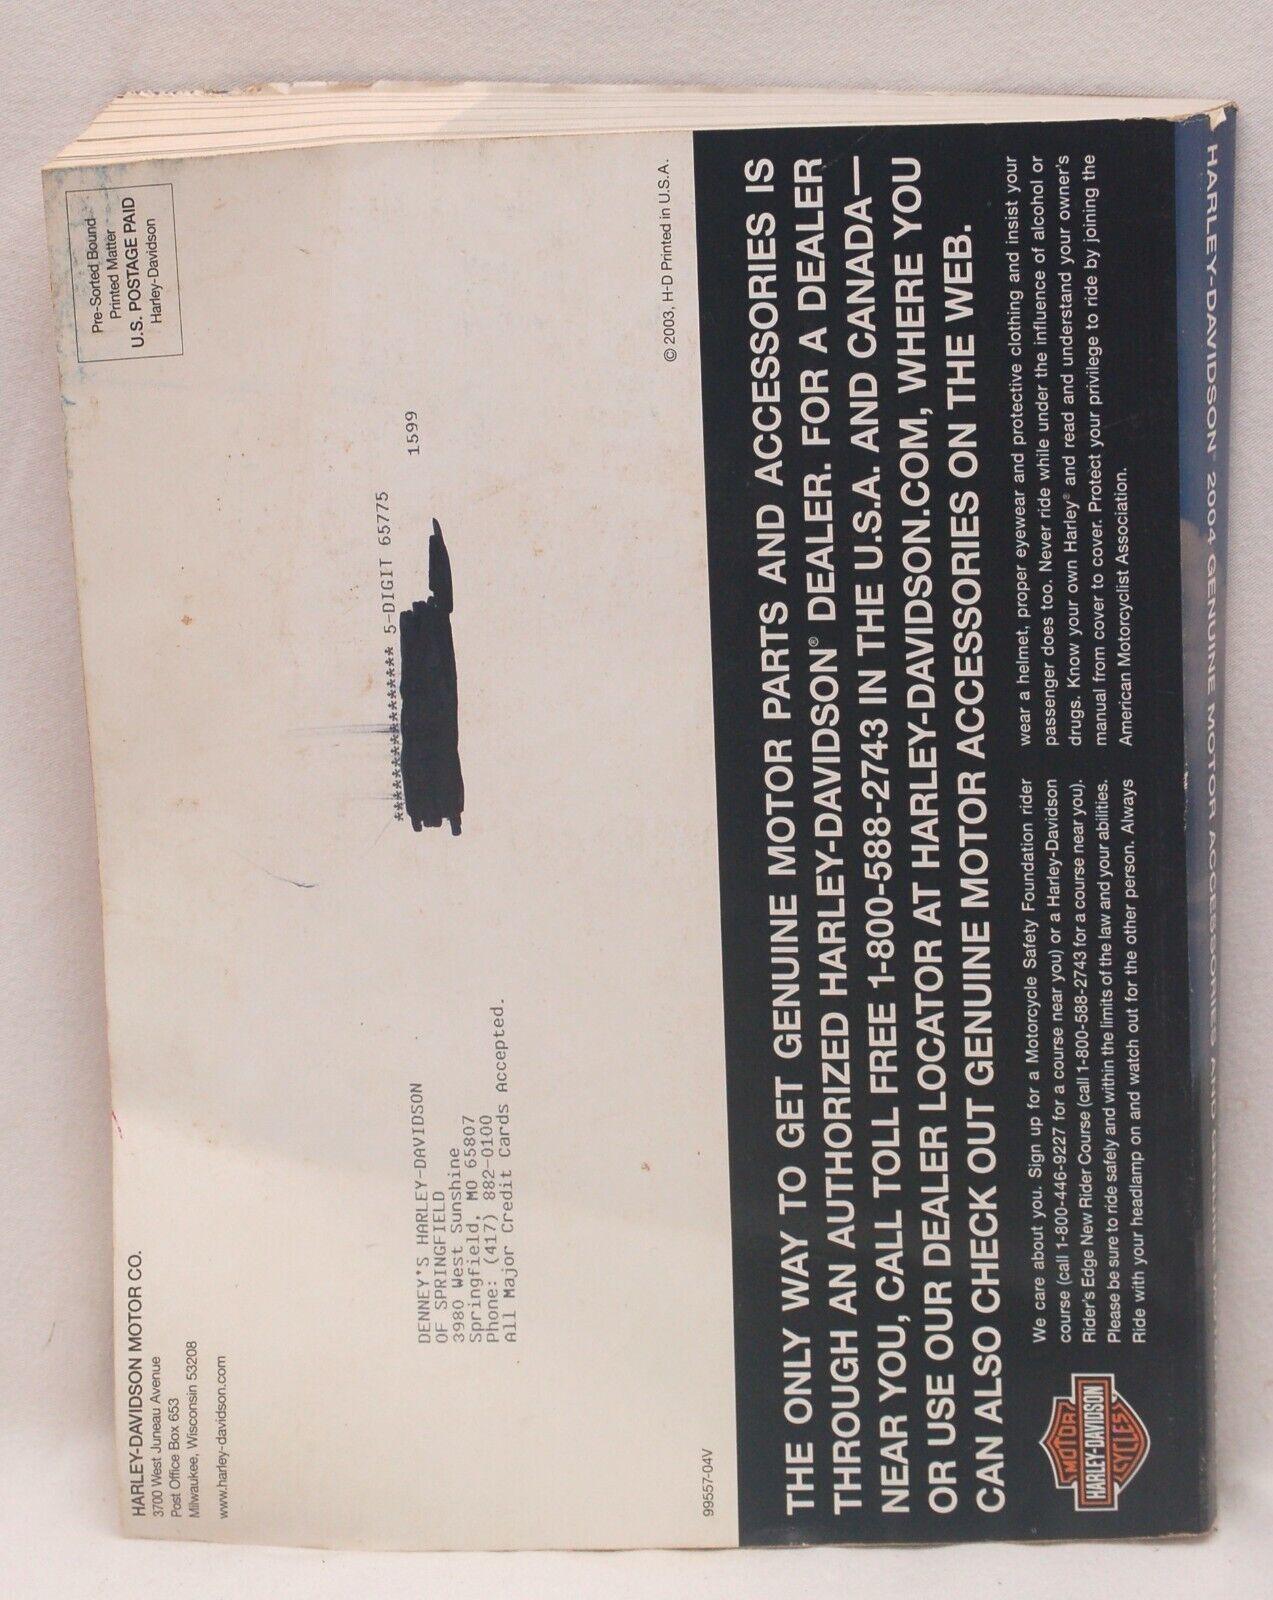 HARLEY-DAVIDSON MOTOR CO.
3700 West Juneau Avenue
Post Office Box 653
Milwaukee, Wisconsin 53208
www.harley-davidson.com
Pre-Sorted Bound
Printed Matter
U.S. POSTAGE PAID
Harley-Davidson
5-DIGIT 65775
1599
DENNEY'S HARLEY-DAVIDSON
OF SPRINGFIELD
3980 West Sunshine
Springfield, MO 65807
Phone: (417) 882-0100
All Major Credit Cards Accepted.
99557-04V
© 2003, H-D Printed in U.S.A.
THE ONLY WAY TO GET GENUINE MOTOR PARTS AND ACCESSORIES IS
THROUGH AN AUTHORIZED HARLEY-DAVIDSON® DEALER. FOR A DEALER
NEAR YOU, CALL TOLL FREE 1-800-588-2743 IN THE U.S.A. AND CANADA—
OR USE OUR DEALER LOCATOR AT HARLEY-DAVIDSON.COM, WHERE YOU
CAN ALSO CHECK OUT GENUINE MOTOR ACCESSORIES ON THE WEB.
MOTOR
HARLEY-DAVIDSON
CYCLES
We care about you. Sign up for a Motorcycle Safety Foundation rider
course (call 1-800-446-9227 for a course near you) or a Harley-Davidson
Rider's Edge New Rider Course (call 1-800-588-2743 for a course near you).
Please be sure to ride safely and within the limits of the law and your abilities.
Ride with your headlamp on and watch out for the other person. Always
wear a helmet, proper eyewear and protective clothing and insist your
passenger does too. Never ride while under the influence of alcohol or
drugs. Know your own Harley® and read and understand your owner's
manual from cover to cover. Protect your privilege to ride by joining the
American Motorcyclist Association.
HARLEY-DAVIDSON 2004 GENUINE MOTOR ACCESSORIES AND